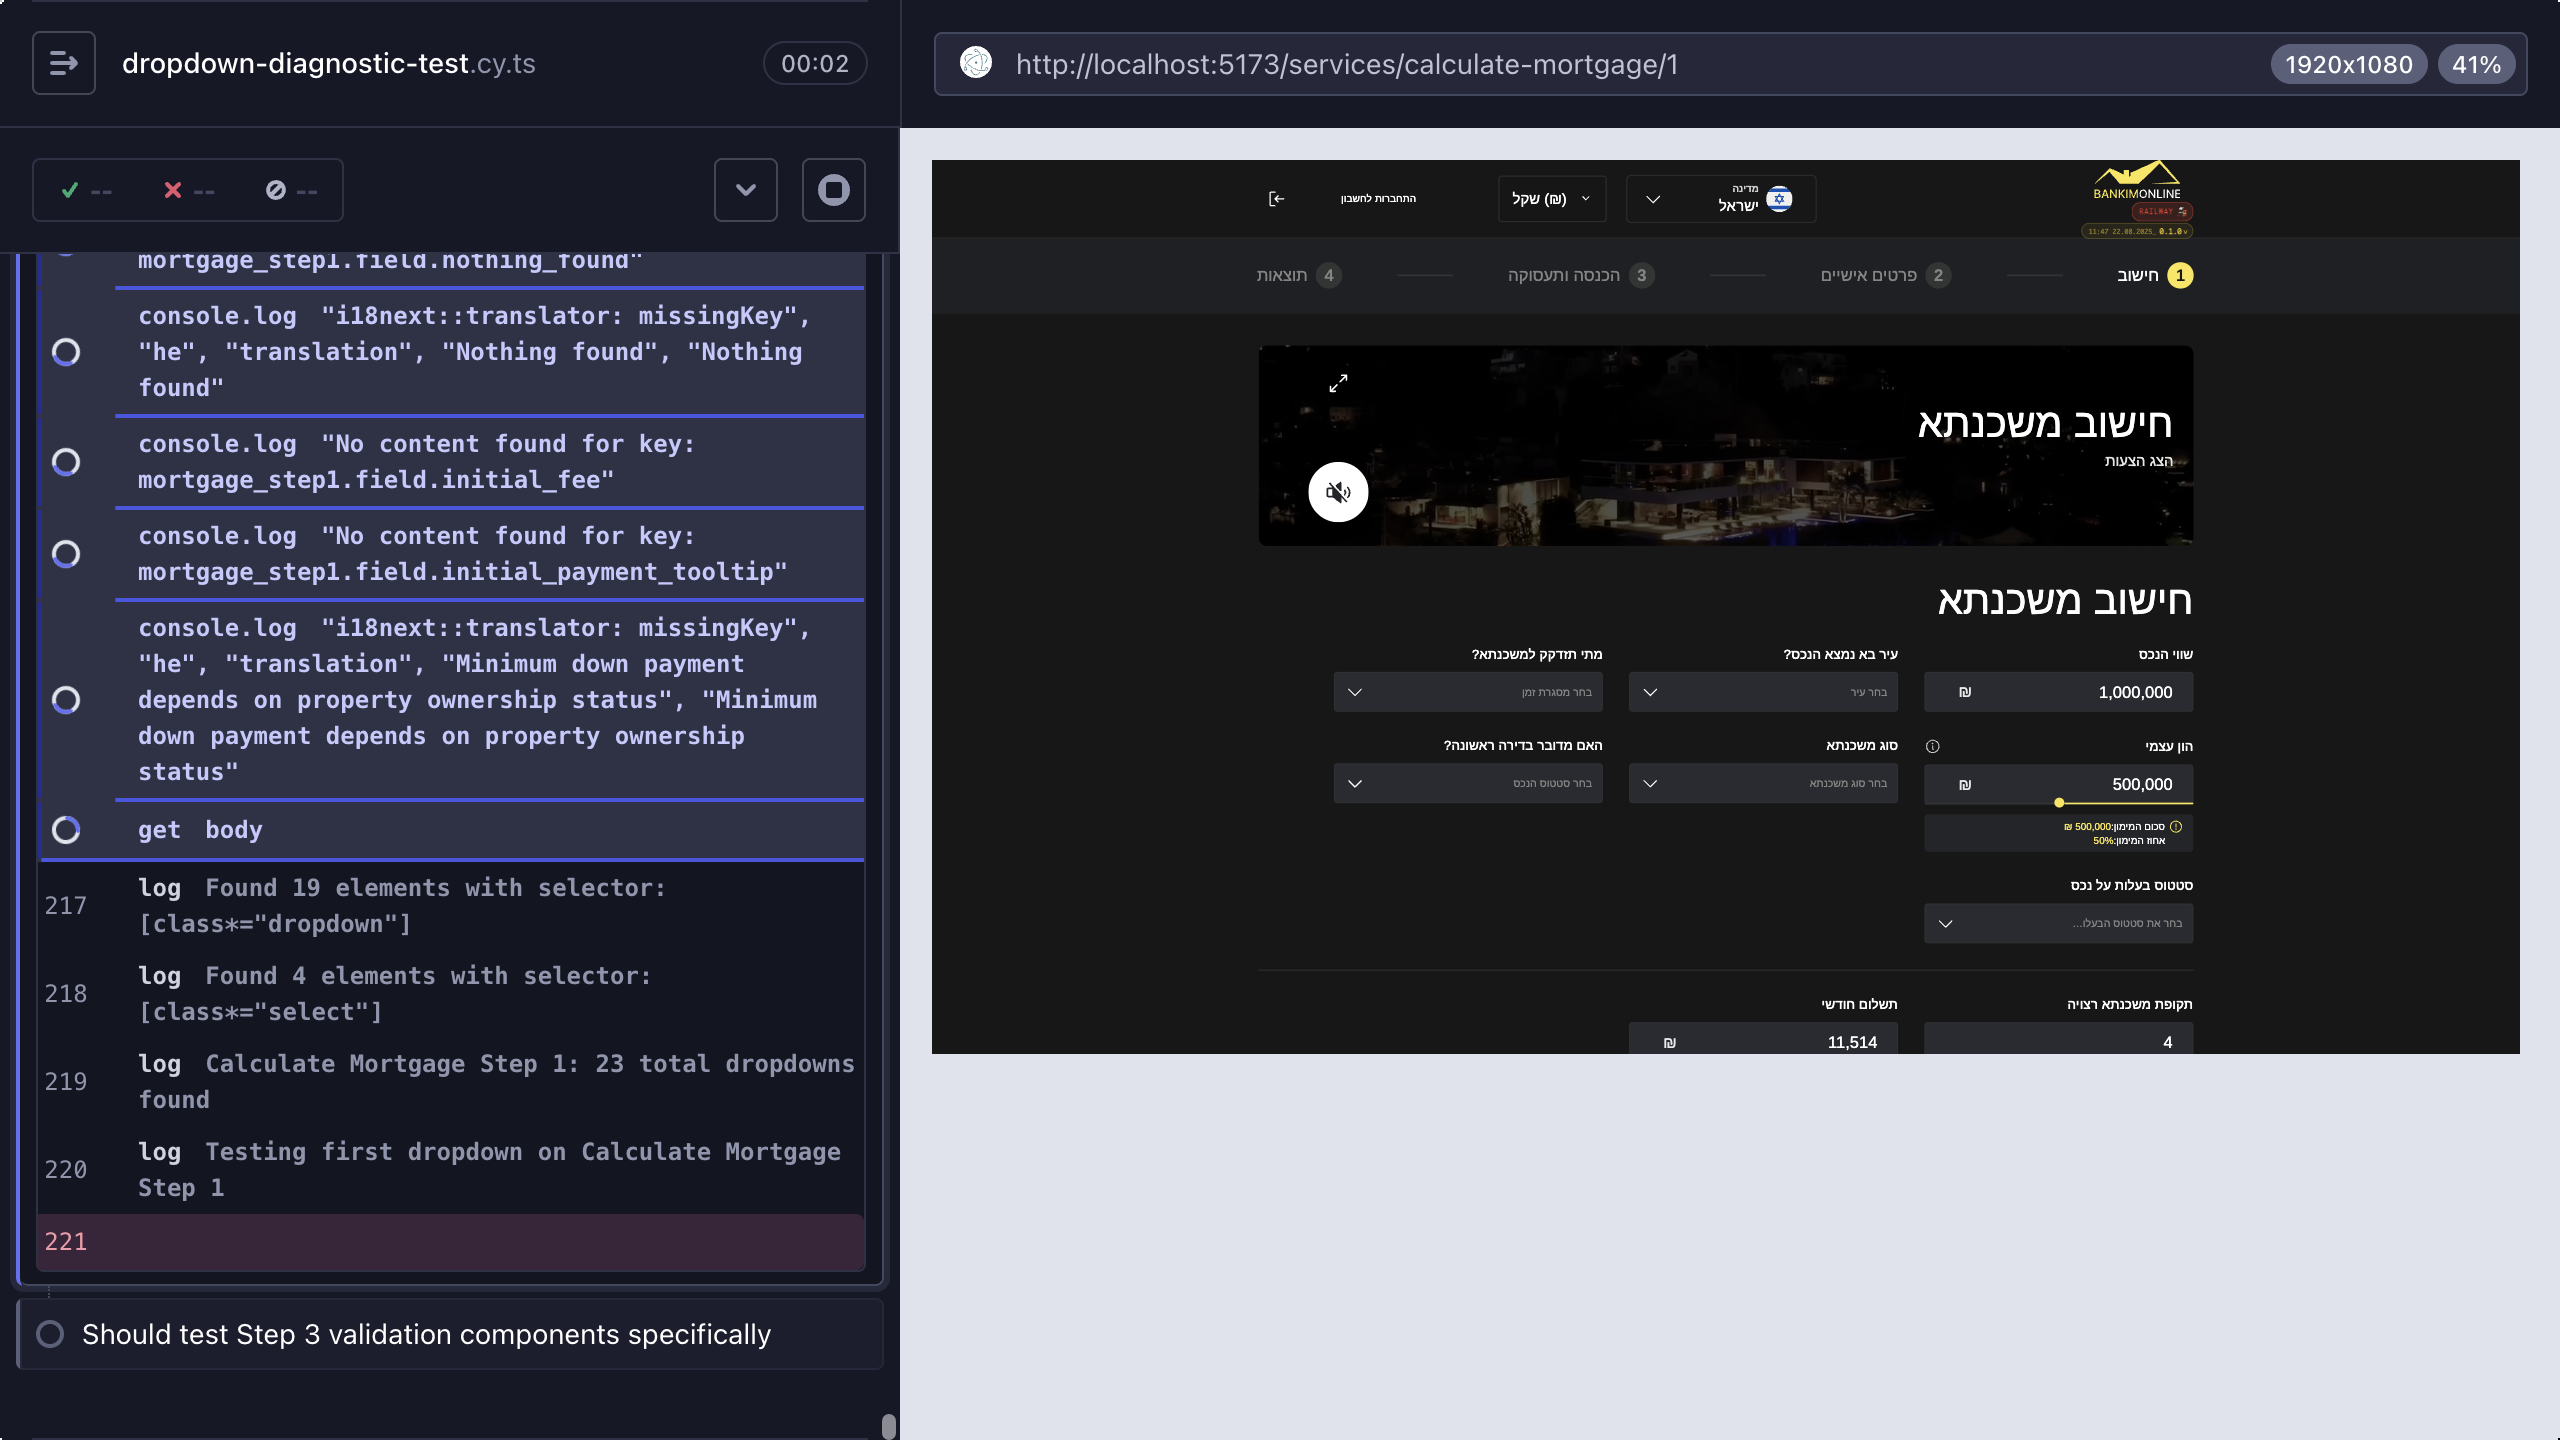 dropdown-diagnostic-test.cy.ts
00:02
--
--
--
mortgage_step1.field.nothing_found"
console.log "i18next::translator: missingKey",
"he", "translation", "Nothing found", "Nothing
found"
console.log "No content found for key:
mortgage_step1.field.initial_fee"
console.log "No content found for key:
mortgage_step1.field.initial_payment_tooltip"
console.log "i18next::translator: missingKey",
"he", "translation", "Minimum down payment
depends on property ownership status", "Minimum
down payment depends on property ownership
status"
get body
217 log Found 19 elements with selector:
[class*="dropdown"]
218 log Found 4 elements with selector:
[class*="select"]
219 log Calculate Mortgage Step 1: 23 total dropdowns
found
220 log Testing first dropdown on Calculate Mortgage
Step 1
221
Should test Step 3 validation components specifically
http://localhost:5173/services/calculate-mortgage/1
1920x1080
41%
BANKIMONLINE
RAILWAY
11:47 22.08.2025_ 0.1.0 v
מדינה
ישראל
(₪) שקל
התחברות לחשבון
1 חישוב
2 פרטים אישיים
3 הכנסה ותעסוקה
4 תוצאות
חישוב משכנתא
הצג הצעות
חישוב משכנתא
שווי הנכס
עיר בא נמצא הנכס?
מתי תזדקק למשכנתא?
1,000,000 ₪
בחר עיר
בחר מסגרת זמן
הון עצמי
סוג משכנתא
האם מדובר בדירה ראשונה?
500,000 ₪
בחר סוג משכנתא
בחר סטטוס הנכס
סכום המימון:500,000 ₪
אחוז המימון:50%
סטטוס בעלות על נכס
בחר את סטטוס הבעלו...
תקופת משכנתא רצויה
תשלום חודשי
4
11,514 ₪